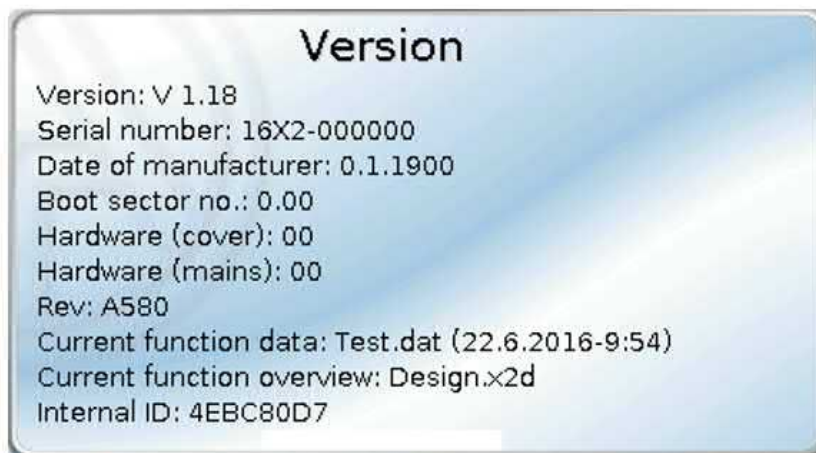 Version
Version: V 1.18
Serial number: 16X2-000000
Date of manufacturer: 0.1.1900
Boot sector no.: 0.00
Hardware (cover): 00
Hardware (mains): 00
Rev: A580
Current function data: Test.dat (22.6.2016-9:54)
Current function overview: Design.x2d
Internal ID: 4EBC80D7